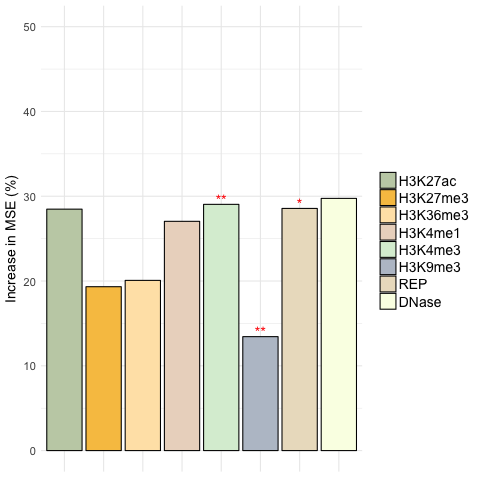 Increase in MSE (%)
50
40
30
20
10
0
**
**
*
H3K27ac
H3K27me3
H3K36me3
H3K4me1
H3K4me3
H3K9me3
REP
DNase